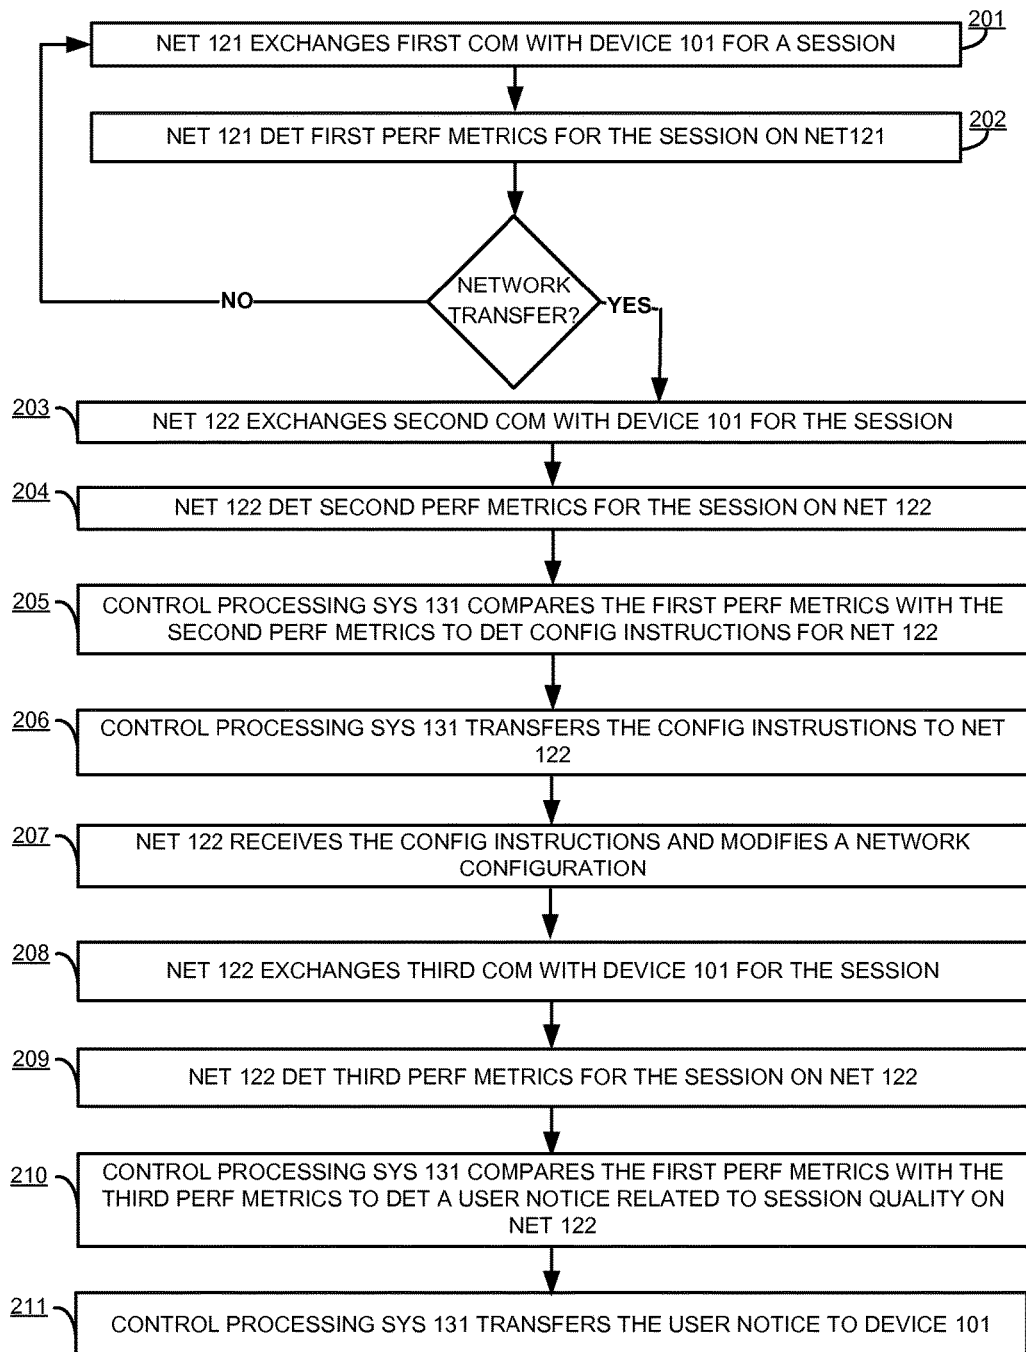 201
NET 121 EXCHANGES FIRST COM WITH DEVICE 101 FOR A SESSION
202
NET 121 DET FIRST PERF METRICS FOR THE SESSION ON NET121
NETWORK
TRANSFER?
NO
YES
203
NET 122 EXCHANGES SECOND COM WITH DEVICE 101 FOR THE SESSION
204
NET 122 DET SECOND PERF METRICS FOR THE SESSION ON NET 122
205
CONTROL PROCESSING SYS 131 COMPARES THE FIRST PERF METRICS WITH THE
SECOND PERF METRICS TO DET CONFIG INSTRUCTIONS FOR NET 122
206
CONTROL PROCESSING SYS 131 TRANSFERS THE CONFIG INSTRUSTIONS TO NET
122
207
NET 122 RECEIVES THE CONFIG INSTRUCTIONS AND MODIFIES A NETWORK
CONFIGURATION
208
NET 122 EXCHANGES THIRD COM WITH DEVICE 101 FOR THE SESSION
209
NET 122 DET THIRD PERF METRICS FOR THE SESSION ON NET 122
210
CONTROL PROCESSING SYS 131 COMPARES THE FIRST PERF METRICS WITH THE
THIRD PERF METRICS TO DET A USER NOTICE RELATED TO SESSION QUALITY ON
NET 122
211
CONTROL PROCESSING SYS 131 TRANSFERS THE USER NOTICE TO DEVICE 101